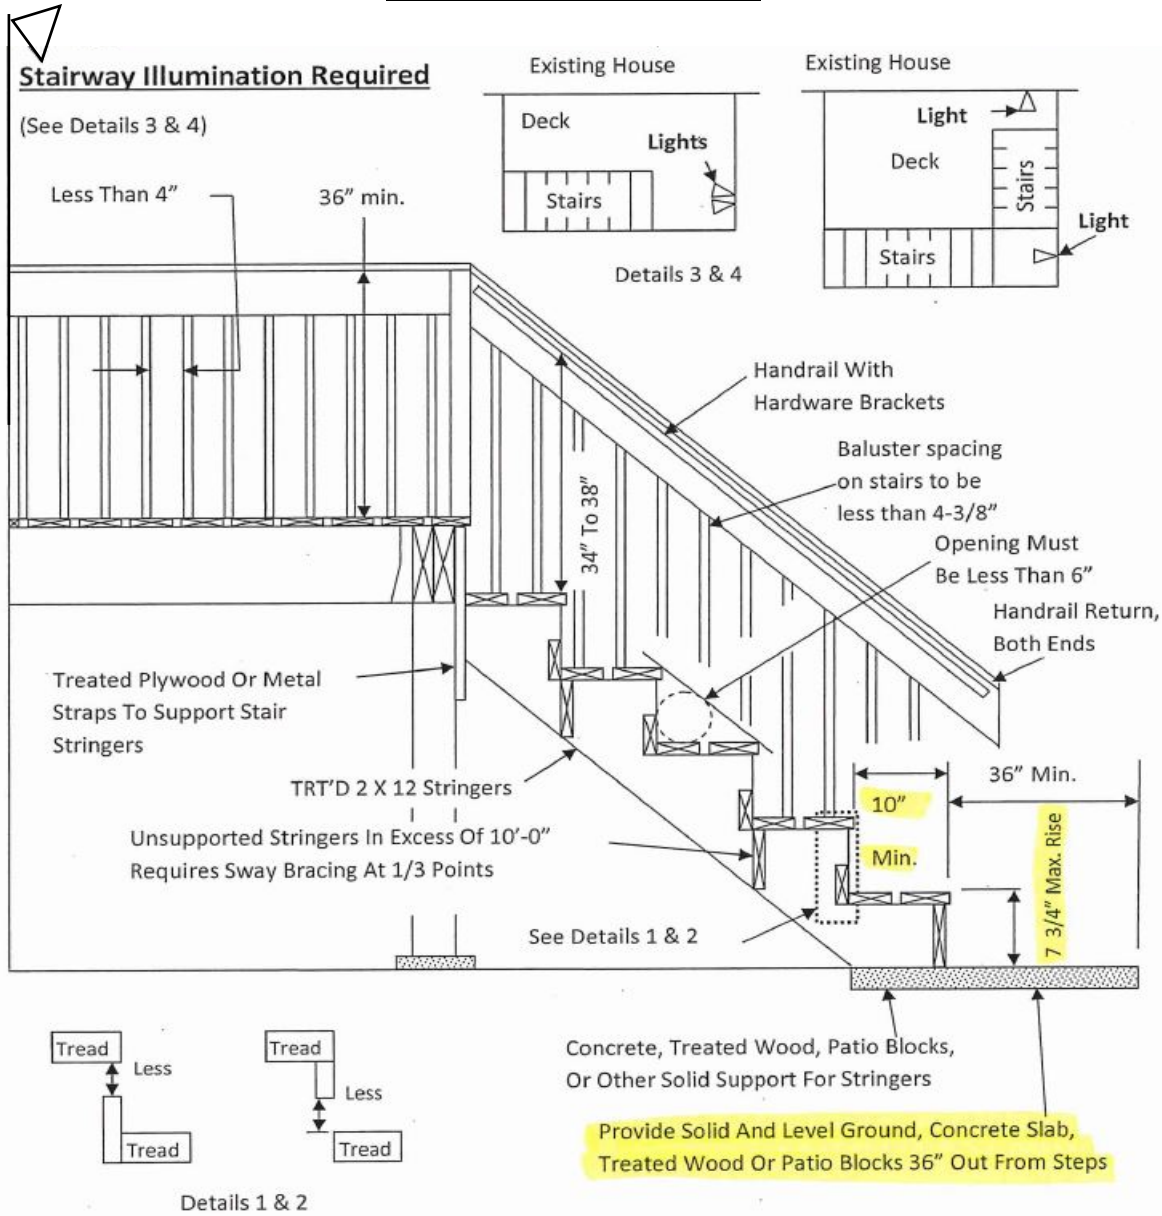 Stairway Illumination Required
(See Details 3 & 4)
Existing House
Deck
Lights
Stairs
Details 3 & 4
Existing House
Light
Deck
Stairs
Light
Stairs
Less Than 4”
36” min.
34” To 38”
Handrail With
Hardware Brackets
Baluster spacing
on stairs to be
less than 4-3/8”
Opening Must
Be Less Than 6”
Handrail Return,
Both Ends
Treated Plywood Or Metal
Straps To Support Stair
Stringers
TRT’D 2 X 12 Stringers
Unsupported Stringers In Excess Of 10’-0”
Requires Sway Bracing At 1/3 Points
See Details 1 & 2
10”
Min.
36” Min.
7 3/4” Max. Rise
Concrete, Treated Wood, Patio Blocks,
Or Other Solid Support For Stringers
Provide Solid And Level Ground, Concrete Slab,
Treated Wood Or Patio Blocks 36” Out From Steps
Tread
Less
Tread
Tread
Less
Tread
Details 1 & 2